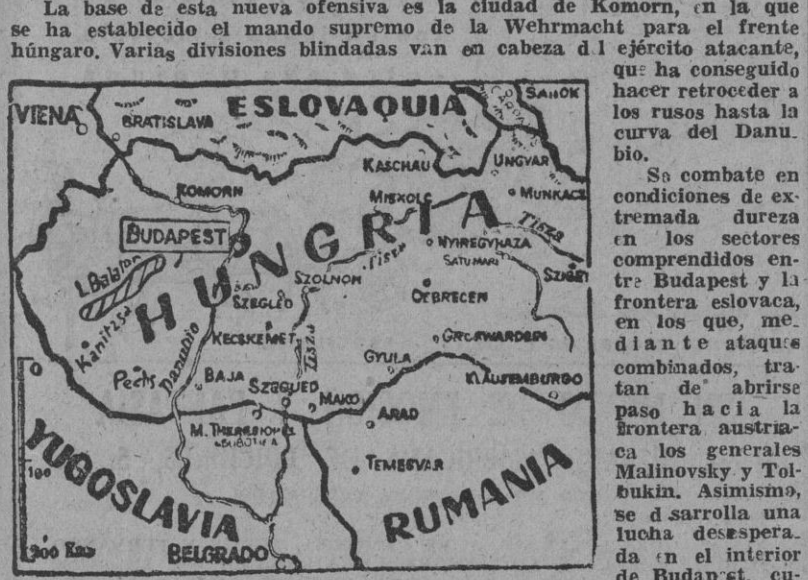 La base de esta nueva ofensiva es la ciudad de Komorn, en la que
se ha establecido el mando supremo de la Wehrmacht para el frente
húngaro. Varias divisiones blindadas van en cabeza d l ejército atacante,
que ha conseguido
hacer retroceder a
los rusos hasta la
curva del Danu-
bio.
Se combate en
condiciones de ex-
tremada dureza
en los sectores
comprendidos en-
tre Budapest y la
frontera eslovaca,
en los que, me-
diante ataques
combinados, tra-
tan de abrirse
paso hacia la
frontera austria-
ca los generales
Malinovsky y Tol-
bukin. Asimismo,
se d sarrolla una
lucha desespera-
da en el interior
de Budapest, cu-
VIENA
BRATISLAVA
ESLOVAQUIA
SANOK
KASCHAU
UNGVAR
KOMORN
MISKOLC
MUNKACZ
BUDAPEST
HUNGRIA
Tisza
Tisza
NYIREGYHAZA
SATUMARI
SZIGET
L. Balaton
SZEGLED
SZOLNOK
DEBRECEN
Kanitzsa
Danubio
KECSKEMET
Tisza
GROSWARDEIN
GYULA
KLAUSEMBURGO
Pechs
BAJA
SZEGUED
MAKO
ARAD
M. THERESIOPEL
SUBOTICA
TEMESVAR
YUGOSLAVIA
RUMANIA
BELGRADO
0
100
200 Kms